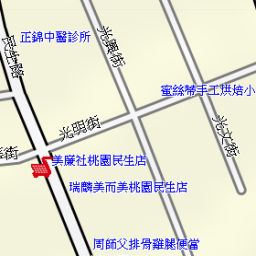 正錦中醫診所
光興街
民生路
蜜絲幣手工烘焙小
光明街
光文街
街
美廉社桃園民生店
瑞麟美而美桃園民生店
周師父排骨雞腿便當